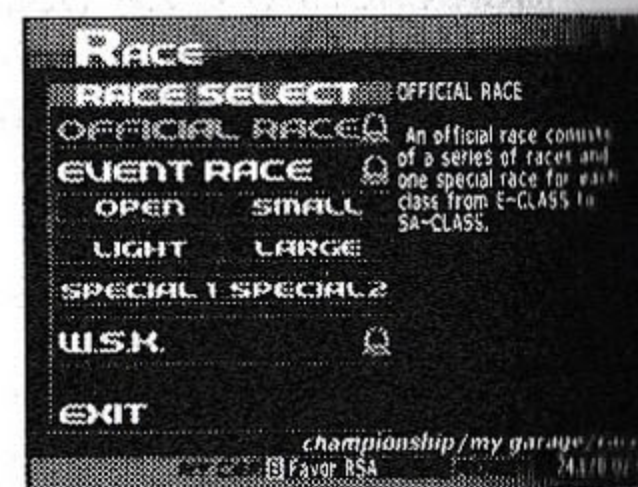 RACE
RACE SELECT
OFFICIAL RACE
EVENT RACE
OPEN SMALL
LIGHT LARGE
SPECIAL 1 SPECIAL 2
W.S.K.
EXIT
OFFICIAL RACE
An official race consists
of a series of races and
one special race for each
class from E-CLASS to
SA-CLASS.
championship/my garage/race
Favor RSA